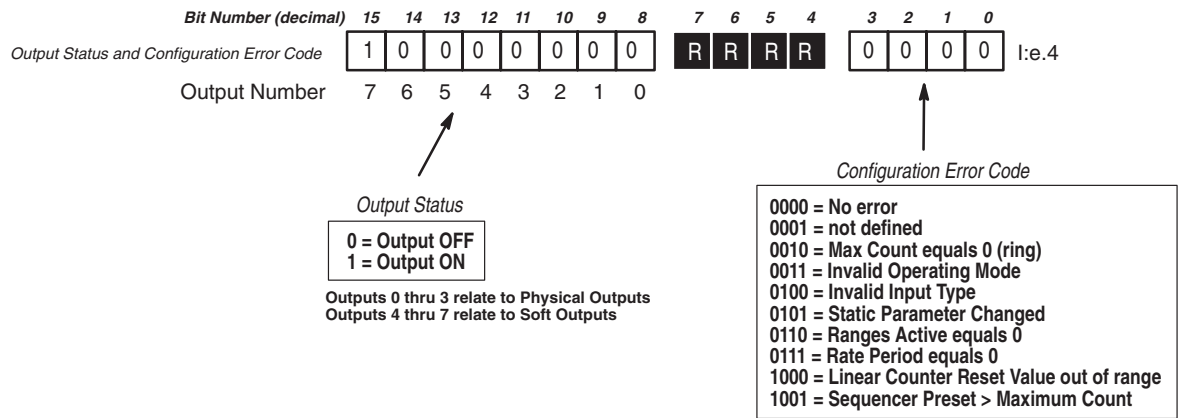 Bit Number (decimal) 15 14 13 12 11 10 9 8 7 6 5 4 3 2 1 0
Output Status and Configuration Error Code 1 0 0 0 0 0 0 0 R R R R 0 0 0 0 I:e.4
Output Number 7 6 5 4 3 2 1 0
Output Status
0 = Output OFF
1 = Output ON
Outputs 0 thru 3 relate to Physical Outputs
Outputs 4 thru 7 relate to Soft Outputs
Configuration Error Code
0000 = No error
0001 = not defined
0010 = Max Count equals 0 (ring)
0011 = Invalid Operating Mode
0100 = Invalid Input Type
0101 = Static Parameter Changed
0110 = Ranges Active equals 0
0111 = Rate Period equals 0
1000 = Linear Counter Reset Value out of range
1001 = Sequencer Preset > Maximum Count